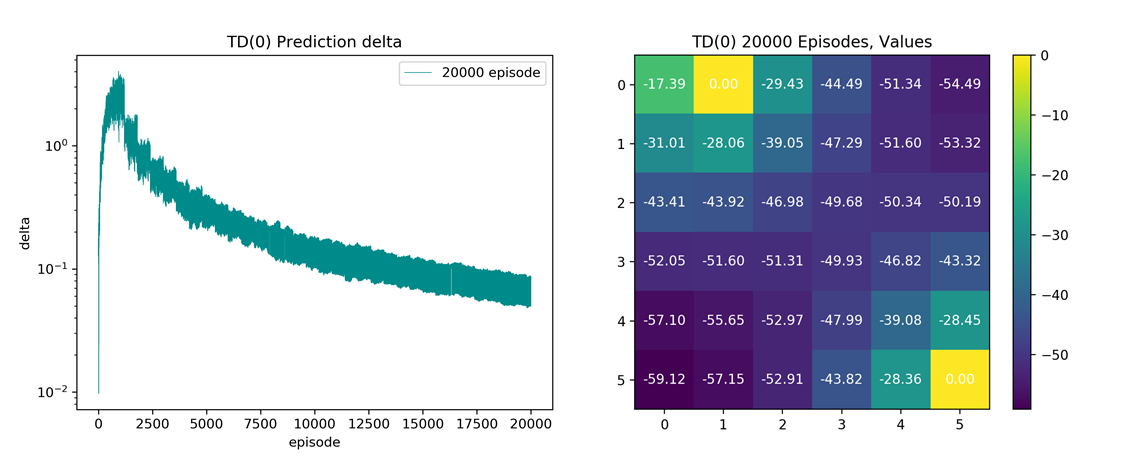 TD(0) Prediction delta
20000 episode
10⁰
10⁻¹
10⁻²
delta
0 2500 5000 7500 10000 12500 15000 17500 20000
episode
TD(0) 20000 Episodes, Values
0 -17.39 0.00 -29.43 -44.49 -51.34 -54.49
1 -31.01 -28.06 -39.05 -47.29 -51.60 -53.32
2 -43.41 -43.92 -46.98 -49.68 -50.34 -50.19
3 -52.05 -51.60 -51.31 -49.93 -46.82 -43.32
4 -57.10 -55.65 -52.97 -47.99 -39.08 -28.45
5 -59.12 -57.15 -52.91 -43.82 -28.36 0.00
0 1 2 3 4 5
0
−10
−20
−30
−40
−50